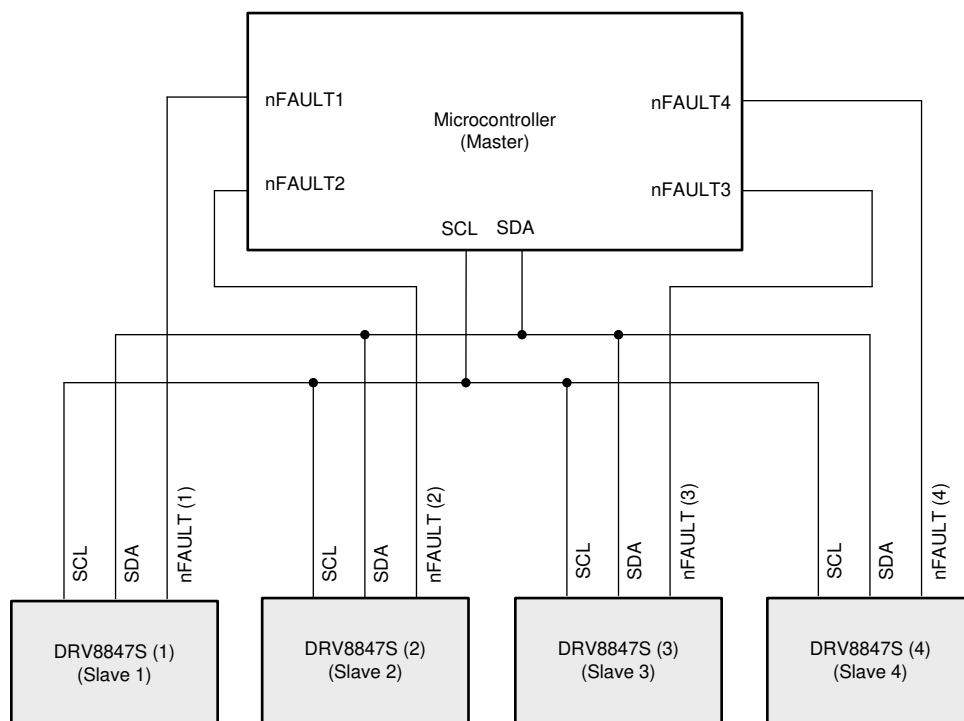 nFAULT1
nFAULT4
Microcontroller
(Master)
nFAULT2
nFAULT3
SCL
SDA
SCL
SDA
nFAULT (1)
SCL
SDA
nFAULT (2)
SCL
SDA
nFAULT (3)
SCL
SDA
nFAULT (4)
DRV8847S (1)
(Slave 1)
DRV8847S (2)
(Slave 2)
DRV8847S (3)
(Slave 3)
DRV8847S (4)
(Slave 4)